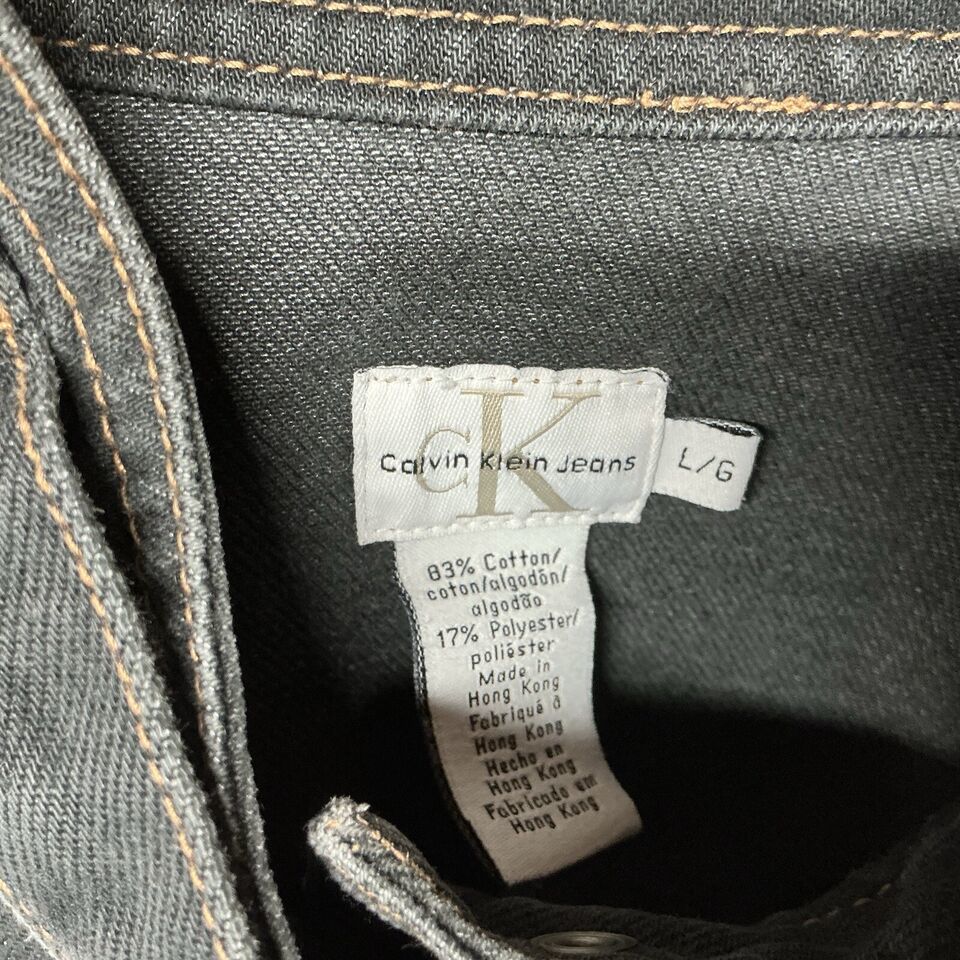 cK
Calvin Klein Jeans
L/G
83% Cotton/
coton/algodón/
algodão
17% Polyester/
poliéster
Made in
Hong Kong
Fabriqué à
Hong Kong
Hecho en
Hong Kong
Fabricado em
Hong Kong